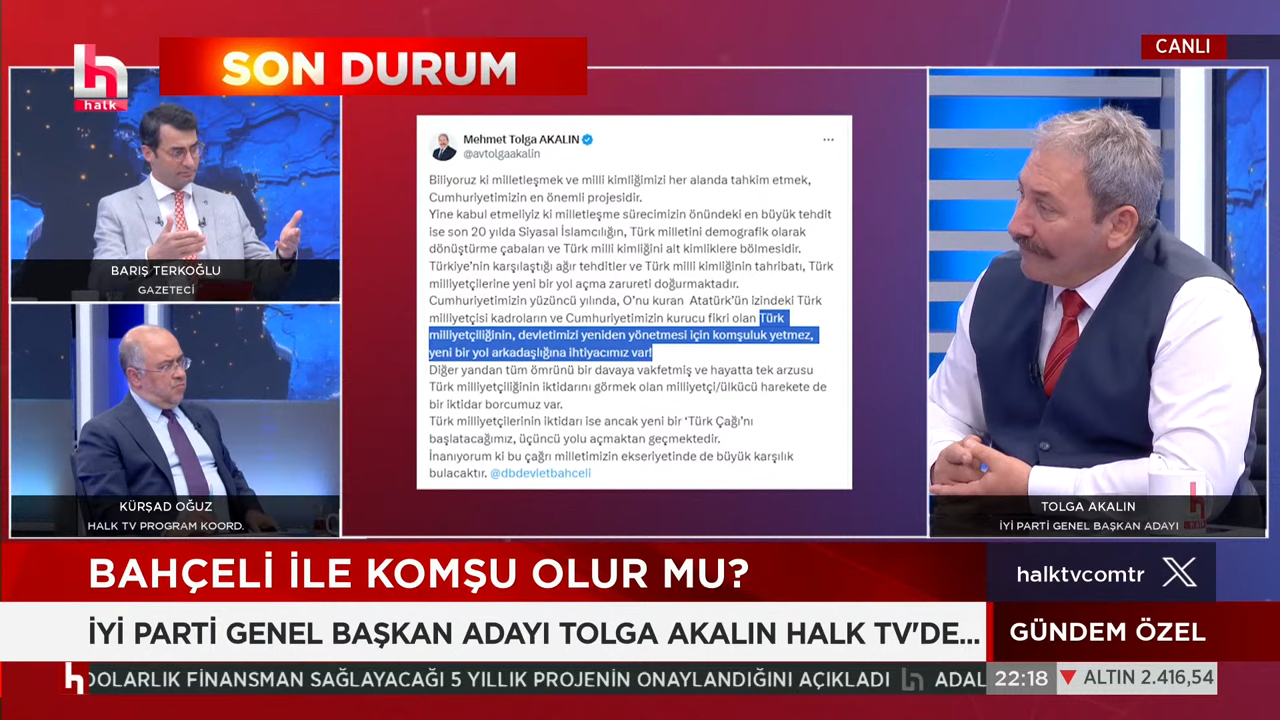 SON DURUM
CANLI
halk
Mehmet Tolga AKALIN
@avtolgaakalin
Biliyoruz ki milletleşmek ve milli kimliğimizi her alanda tahkim etmek,
Cumhuriyetimizin en önemli projesidir.
Yine kabul etmeliyiz ki milletleşme sürecimizin önündeki en büyük tehdit
ise son 20 yılda Siyasal İslamcılığın, Türk milletini demografik olarak
dönüştürme çabaları ve Türk milli kimliğini alt kimliklere bölmesidir.
Türkiye'nin karşılaştığı ağır tehditler ve Türk milli kimliğinin tahribatı, Türk
milliyetçilerine yeni bir yol açma zarureti doğurmaktadır.
Cumhuriyetimizin yüzüncü yılında, O'nu kuran Atatürk'ün izindeki Türk
milliyetçisi kadroların ve Cumhuriyetimizin kurucu fikri olan Türk
milliyetçiliğinin, devletimizi yeniden yönetmesi için komşuluk yetmez,
yeni bir yol arkadaşlığına ihtiyacımız var!
Diğer yandan tüm ömrünü bir davaya vakfetmiş ve hayatta tek arzusu
Türk milliyetçiliğinin iktidarını görmek olan milliyetçi/ülkücü harekete de
bir iktidar borcumuz var.
Türk milliyetçilerinin iktidarı ise ancak yeni bir 'Türk Çağı'nı
başlatacağımız, üçüncü yolu açmaktan geçmektedir.
İnanıyorum ki bu çağrı milletimizin ekseriyetinde de büyük karşılık
bulacaktır. @dbdevletbahceli
BARIŞ TERKOĞLU
GAZETECİ
KÜRŞAD OĞUZ
HALK TV PROGRAM KOORD.
TOLGA AKALIN
İYİ PARTİ GENEL BAŞKAN ADAYI
BAHÇELİ İLE KOMŞU OLUR MU?
halktvcomtr X
İYİ PARTİ GENEL BAŞKAN ADAYI TOLGA AKALIN HALK TV'DE...
GÜNDEM ÖZEL
DOLARLIK FİNANSMAN SAĞLAYACAĞI 5 YILLIK PROJENİN ONAYLANDIĞINI AÇIKLADI ADAL
22:18
ALTIN 2.416,54